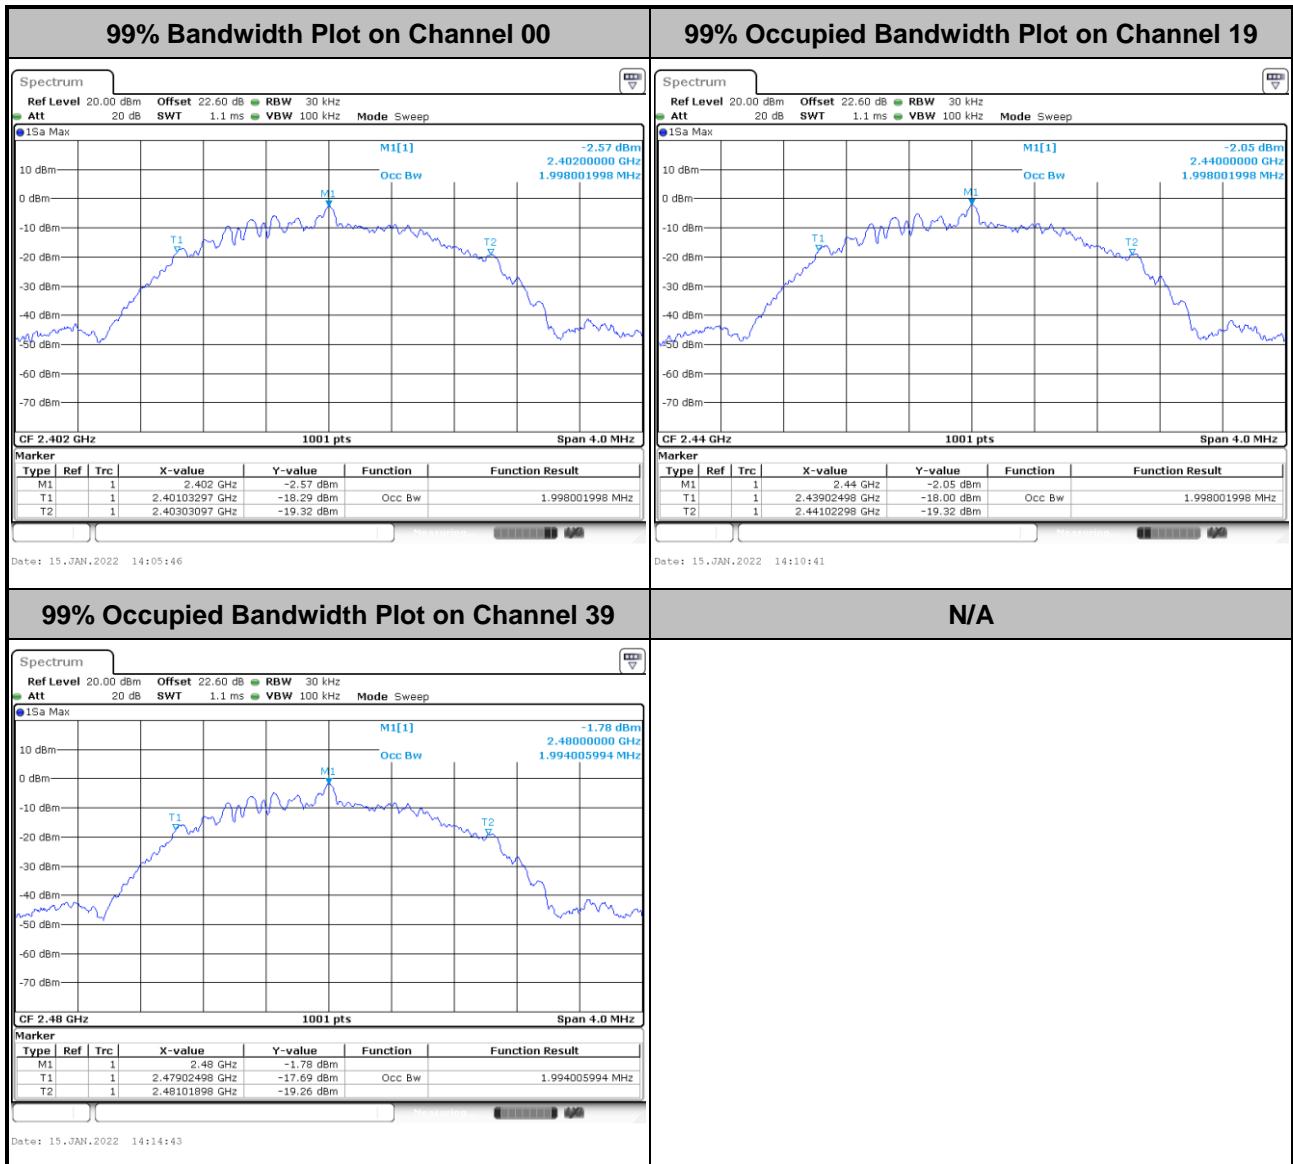 99% Bandwidth Plot on Channel 00
99% Occupied Bandwidth Plot on Channel 19
Spectrum
Ref Level 20.00 dBm Offset 22.60 dB RBW 30 kHz
Att 20 dB SWT 1.1 ms VBW 100 kHz Mode Sweep
1Sa Max
M1[1] -2.57 dBm
2.40200000 GHz
Occ Bw 1.998001998 MHz
10 dBm
0 dBm
-10 dBm
-20 dBm
-30 dBm
-40 dBm
-50 dBm
-60 dBm
-70 dBm
M1
T1
T2
CF 2.402 GHz 1001 pts Span 4.0 MHz
Marker
Type Ref Trc X-value Y-value Function Function Result
M1 1 2.402 GHz -2.57 dBm
T1 1 2.40103297 GHz -18.29 dBm Occ Bw 1.998001998 MHz
T2 1 2.40303097 GHz -19.32 dBm
Measuring
Date: 15.JAN.2022 14:05:46
Spectrum
Ref Level 20.00 dBm Offset 22.60 dB RBW 30 kHz
Att 20 dB SWT 1.1 ms VBW 100 kHz Mode Sweep
1Sa Max
M1[1] -2.05 dBm
2.44000000 GHz
Occ Bw 1.998001998 MHz
10 dBm
0 dBm
-10 dBm
-20 dBm
-30 dBm
-40 dBm
-50 dBm
-60 dBm
-70 dBm
M1
T1
T2
CF 2.44 GHz 1001 pts Span 4.0 MHz
Marker
Type Ref Trc X-value Y-value Function Function Result
M1 1 2.44 GHz -2.05 dBm
T1 1 2.43902498 GHz -18.00 dBm Occ Bw 1.998001998 MHz
T2 1 2.44102298 GHz -19.32 dBm
Measuring
Date: 15.JAN.2022 14:10:41
99% Occupied Bandwidth Plot on Channel 39
N/A
Spectrum
Ref Level 20.00 dBm Offset 22.60 dB RBW 30 kHz
Att 20 dB SWT 1.1 ms VBW 100 kHz Mode Sweep
1Sa Max
M1[1] -1.78 dBm
2.48000000 GHz
Occ Bw 1.994005994 MHz
10 dBm
0 dBm
-10 dBm
-20 dBm
-30 dBm
-40 dBm
-50 dBm
-60 dBm
-70 dBm
M1
T1
T2
CF 2.48 GHz 1001 pts Span 4.0 MHz
Marker
Type Ref Trc X-value Y-value Function Function Result
M1 1 2.48 GHz -1.78 dBm
T1 1 2.47902498 GHz -17.69 dBm Occ Bw 1.994005994 MHz
T2 1 2.48101898 GHz -19.26 dBm
Measuring
Date: 15.JAN.2022 14:14:43